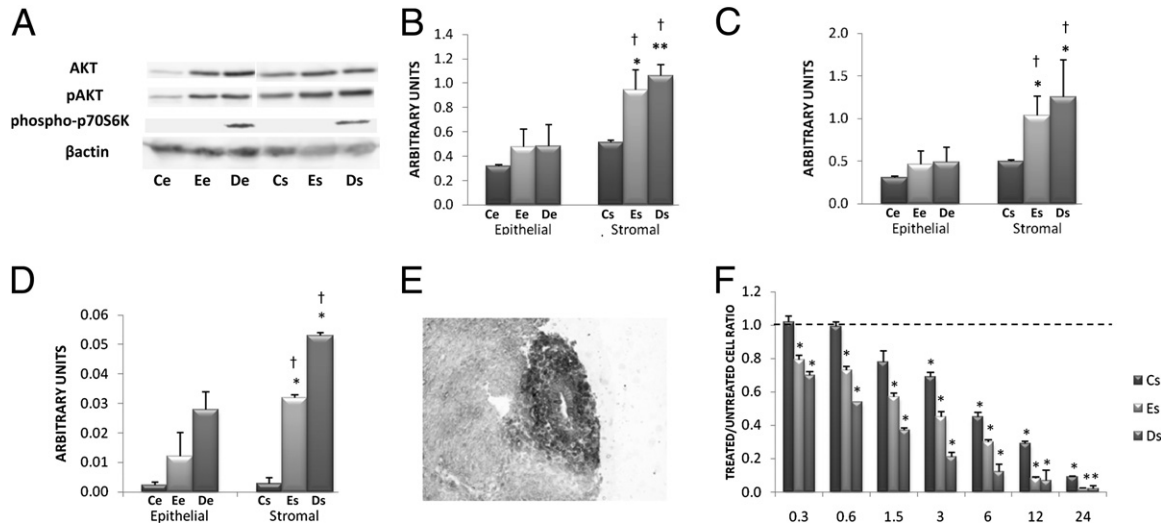 A
AKT
pAKT
phospho-p70S6K
βactin
Ce Ee De Cs Es Ds
B
ARBITRARY UNITS
1.4
1.2
1.0
0.8
0.6
0.4
0.2
0.0
†
*
†
**
Ce Ee De Cs Es Ds
Epithelial Stromal
C
ARBITRARY UNITS
2.0
1.5
1.0
0.5
0.0
†
*
†
*
Ce Ee De Cs Es Ds
Epithelial Stromal
D
ARBITRARY UNITS
0.06
0.05
0.04
0.03
0.02
0.01
0.00
†
*
†
*
Ce Ee De Cs Es Ds
Epithelial Stromal
E
F
TREATED/UNTREATED CELL RATIO
1.2
1.0
0.8
0.6
0.4
0.2
0.0
* *
* *
* *
* * *
* * *
* * *
* **
0.3 0.6 1.5 3 6 12 24
Cs
Es
Ds